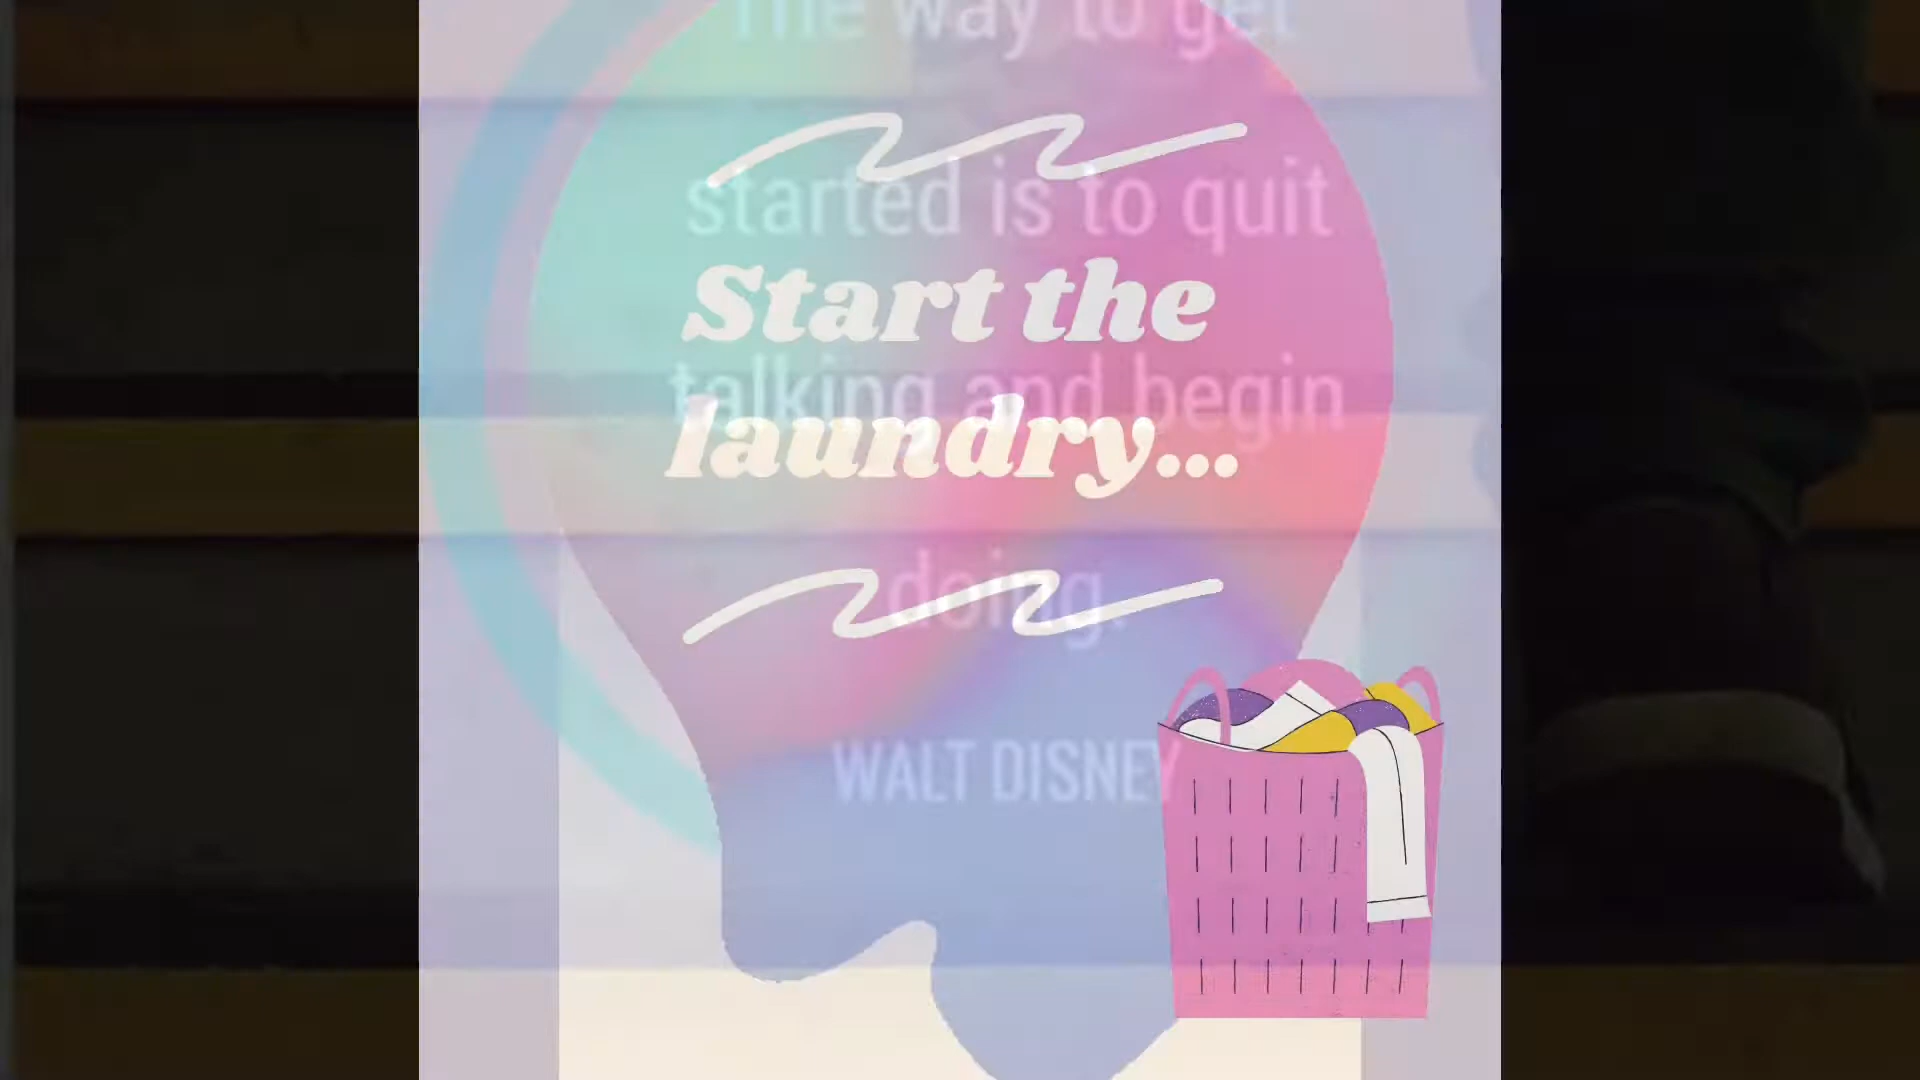 The way to get
started is to quit
Start the
talking and begin
laundry...
doing.
WALT DISNEY